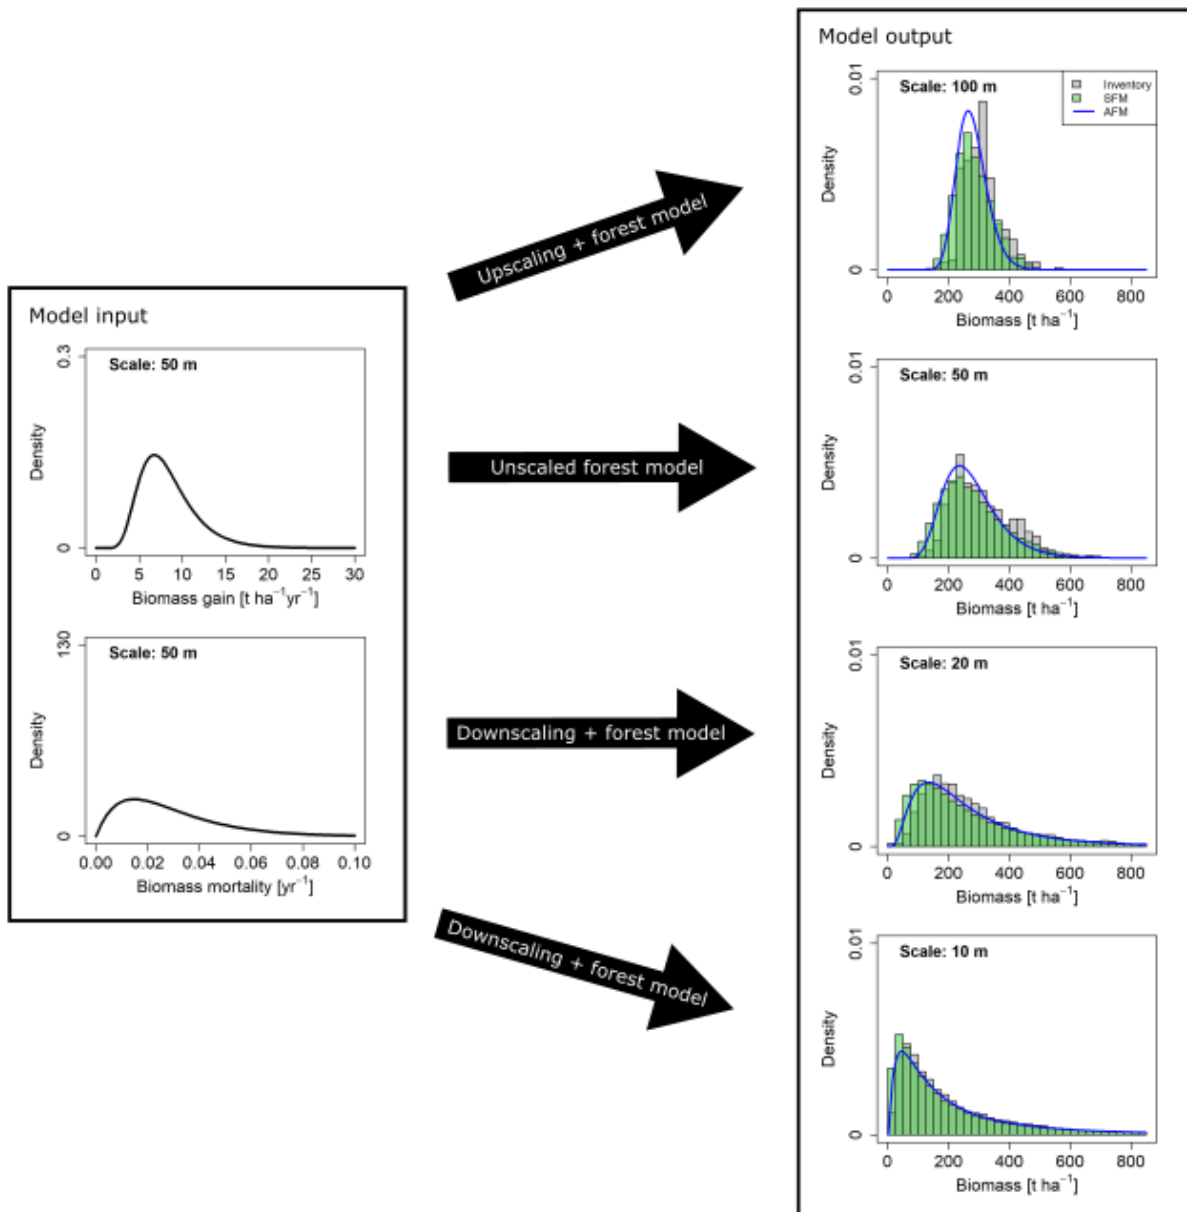 Model input
Scale: 50 m
0.3
0
Density
0 5 10 15 20 25 30
Biomass gain [t ha⁻¹yr⁻¹]
Scale: 50 m
130
0
Density
0.00 0.02 0.04 0.06 0.08 0.10
Biomass mortality [yr⁻¹]
Upscaling + forest model
Unscaled forest model
Downscaling + forest model
Downscaling + forest model
Model output
Scale: 100 m
Inventory
SFM
AFM
0.01
0
Density
0 200 400 600 800
Biomass [t ha⁻¹]
Scale: 50 m
0.01
0
Density
0 200 400 600 800
Biomass [t ha⁻¹]
Scale: 20 m
0.01
0
Density
0 200 400 600 800
Biomass [t ha⁻¹]
Scale: 10 m
0.01
0
Density
0 200 400 600 800
Biomass [t ha⁻¹]